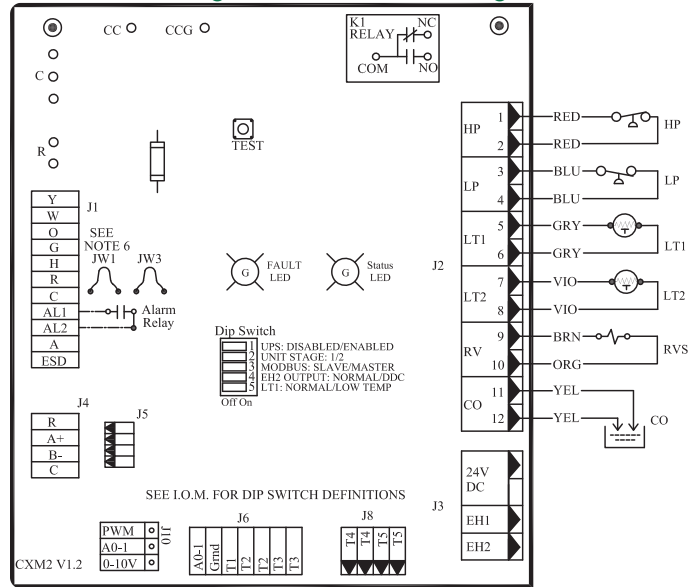 CC
CCG
C
R
K1
RELAY
NC
COM
NO
TEST
Y
W
O
G
H
R
C
AL1
AL2
A
ESD
J1
SEE
NOTE 6
JW1
JW3
Alarm
Relay
G
FAULT
LED
G
Status
LED
Dip Switch
1 UPS: DISABLED/ENABLED
2 UNIT STAGE: 1/2
3 MODBUS: SLAVE/MASTER
4 EH2 OUTPUT: NORMAL/DDC
5 LT1: NORMAL/LOW TEMP
Off On
J2
HP
1
RED
2
RED
HP
LP
3
BLU
4
BLU
LP
LT1
5
GRY
6
GRY
LT1
LT2
7
VIO
8
VIO
LT2
RV
9
BRN
10
ORG
RVS
CO
11
YEL
12
YEL
CO
J4
R
A+
B-
C
J5
SEE I.O.M. FOR DIP SWITCH DEFINITIONS
J3
24V
DC
EH1
EH2
PWM
A0-1
0-10V
J10
J6
A0-1
Grnd
T1
T2
T2
T3
T3
J8
T4
T4
T5
T5
CXM2 V1.2